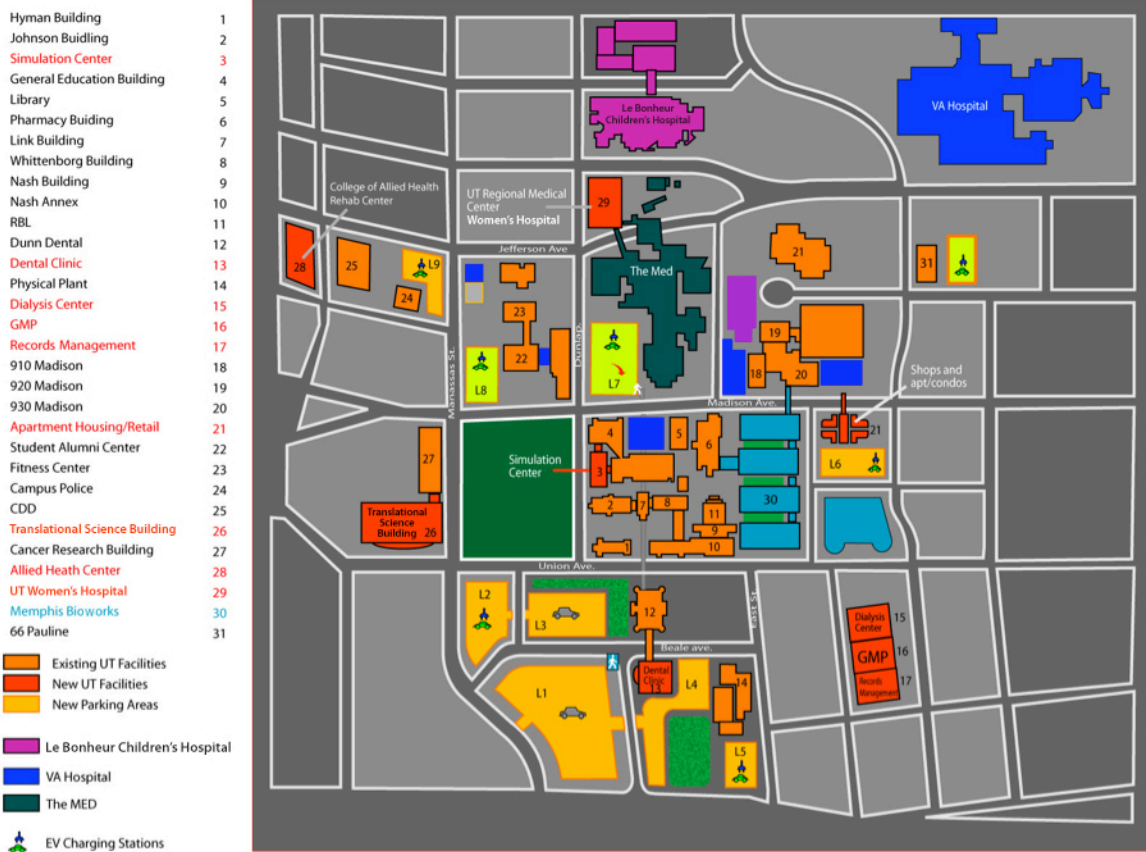 Hyman Building 1
Johnson Buidling 2
Simulation Center 3
General Education Building 4
Library 5
Pharmacy Buiding 6
Link Building 7
Whittenborg Building 8
Nash Building 9
Nash Annex 10
RBL 11
Dunn Dental 12
Dental Clinic 13
Physical Plant 14
Dialysis Center 15
GMP 16
Records Management 17
910 Madison 18
920 Madison 19
930 Madison 20
Apartment Housing/Retail 21
Student Alumni Center 22
Fitness Center 23
Campus Police 24
CDD 25
Translational Science Building 26
Cancer Research Building 27
Allied Heath Center 28
UT Women's Hospital 29
Memphis Bioworks 30
66 Pauline 31
Existing UT Facilities
New UT Facilities
New Parking Areas
Le Bonheur Children's Hospital
VA Hospital
The MED
EV Charging Stations
Le Bonheur
Children's Hospital
VA Hospital
College of Allied Health
Rehab Center
UT Regional Medical
Center
Women's Hospital
29
Jefferson Ave
28
25
L9
24
The Med
21
31
23
22
L8
Manassas St.
Dunlap.
L7
19
18
20
Shops and
apt/condos
Madison Ave.
21
L6
27
Simulation
Center
4
5
6
3
2
7
8
11
9
1
10
30
Translational
Science
Building 26
Union Ave.
L2
L3
12
East St.
Beale ave.
Dialysis
Center
15
GMP
16
Records
Management
17
L1
Dental
Clinic
13
L4
14
L5